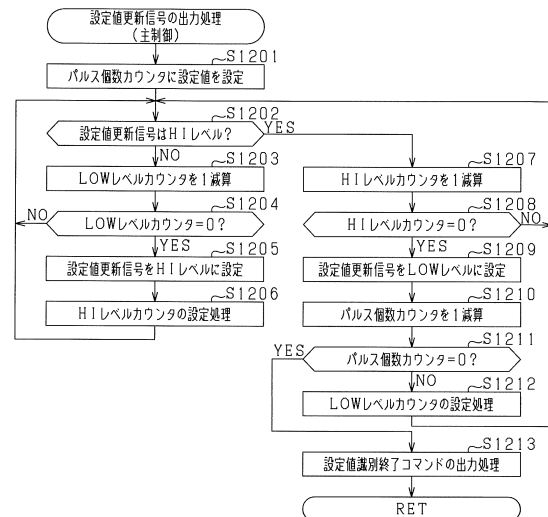 設定値更新信号の出力処理
(主制御)
S1201
パルス個数カウンタに設定値を設定
S1202
設定値更新信号はHIレベル?
YES
NO
S1203
LOWレベルカウンタを1減算
S1204
NO
LOWレベルカウンタ=0?
YES
S1205
設定値更新信号をHIレベルに設定
S1206
HIレベルカウンタの設定処理
S1207
HIレベルカウンタを1減算
S1208
HIレベルカウンタ=0?
NO
YES
S1209
設定値更新信号をLOWレベルに設定
S1210
パルス個数カウンタを1減算
S1211
YES
パルス個数カウンタ=0?
NO
S1212
LOWレベルカウンタの設定処理
S1213
設定値識別終了コマンドの出力処理
RET